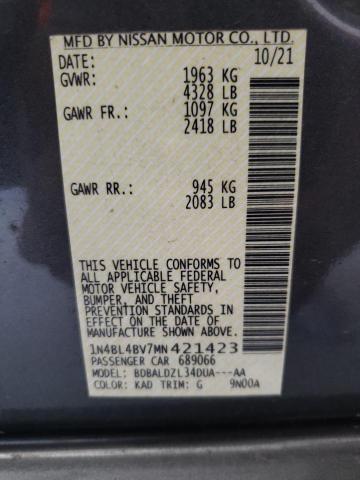 MFD BY NISSAN MOTOR CO., LTD.
DATE: 10/21
GVWR: 1963 KG
4328 LB
GAWR FR: 1097 KG
2418 LB
GAWR RR: 945 KG
2083 LB
THIS VEHICLE CONFORMS TO
ALL APPLICABLE FEDERAL
MOTOR VEHICLE SAFETY,
BUMPER, AND THEFT
PREVENTION STANDARDS IN
EFFECT ON THE DATE OF
MANUFACTURE SHOWN ABOVE.
1N4BL4BV7MN421423
PASSENGER CAR 689066
MODEL: BDBALDZL34DUA---AA
COLOR: KAD TRIM: G 9N00A